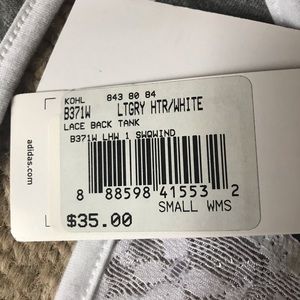 KOHL 843 80 84
B371W LTGRY HTR/WHITE
LACE BACK TANK
B371W LHW 1 SWQWIND
8 88598 41553 2
SMALL WMS
$35.00
adidas.com